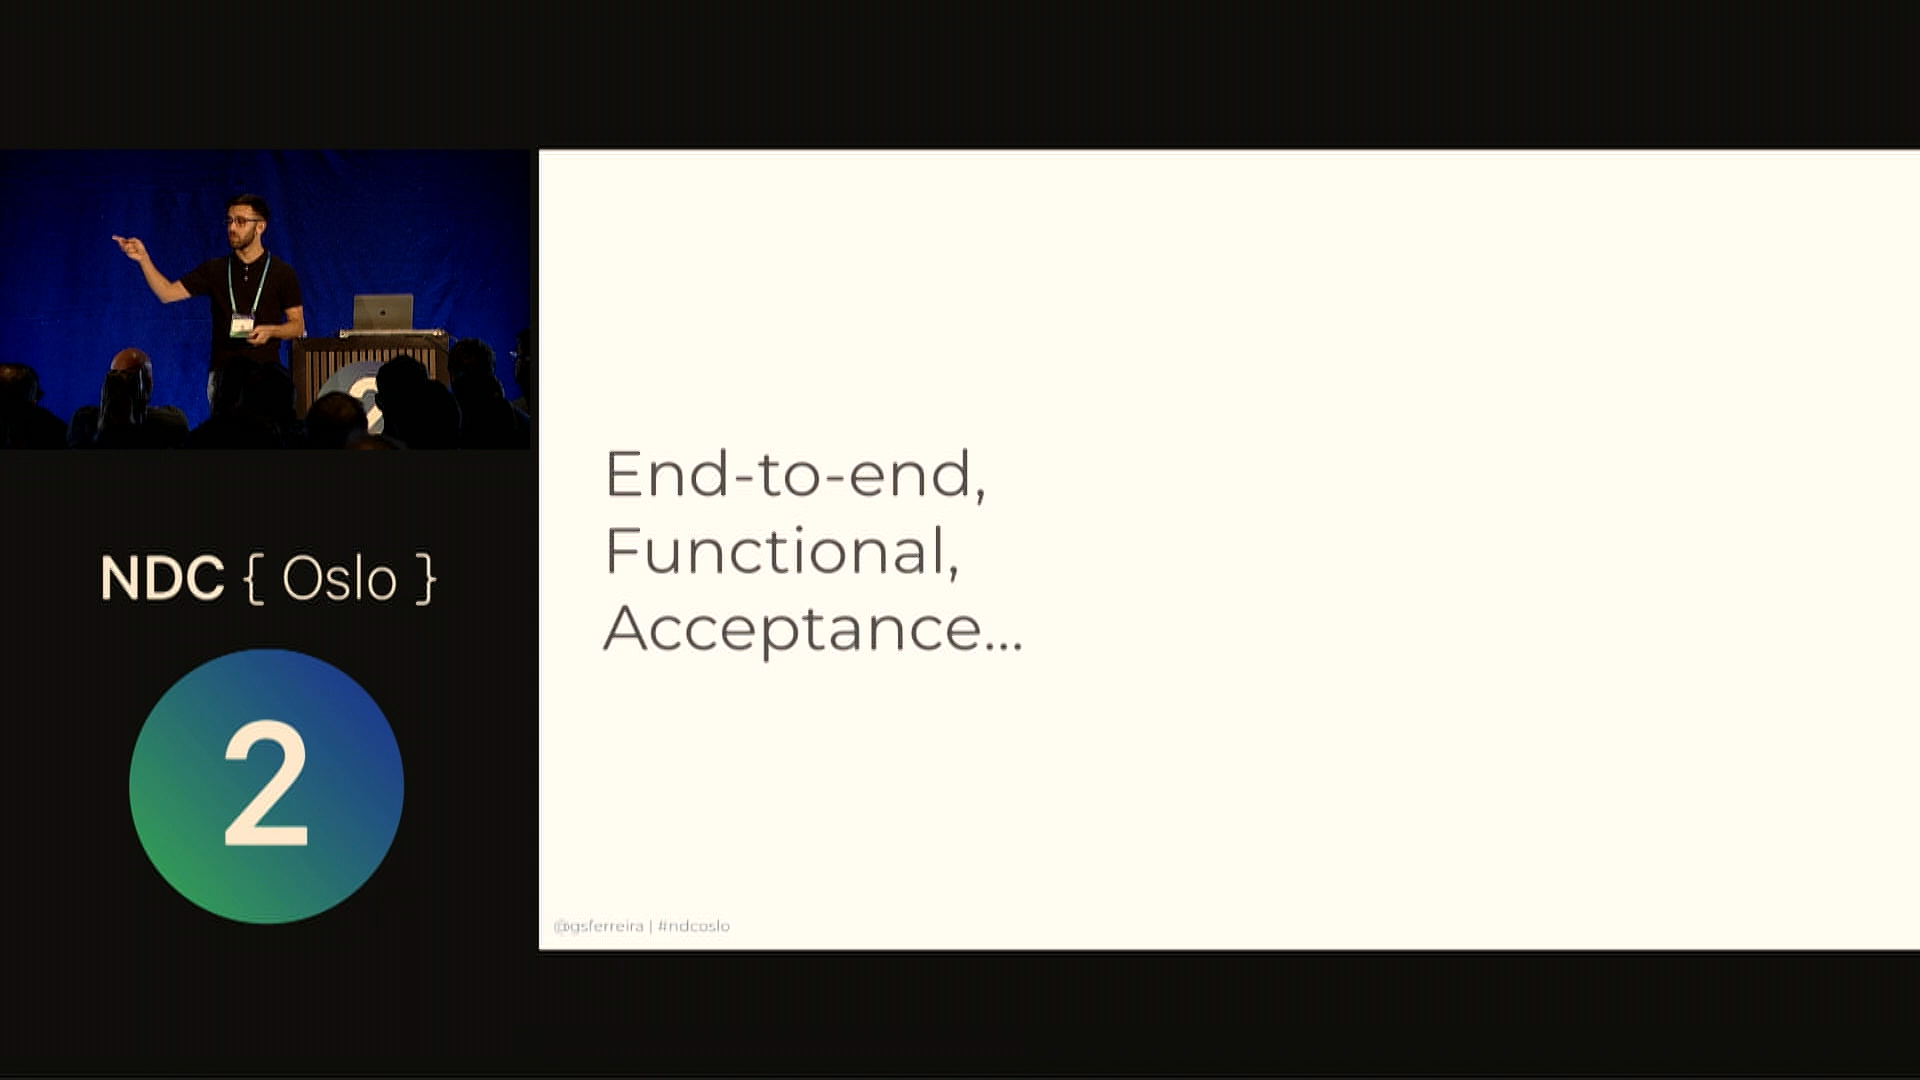 NDC { Oslo }
2
End-to-end,
Functional,
Acceptance...
@gsferreira | #ndcoslo